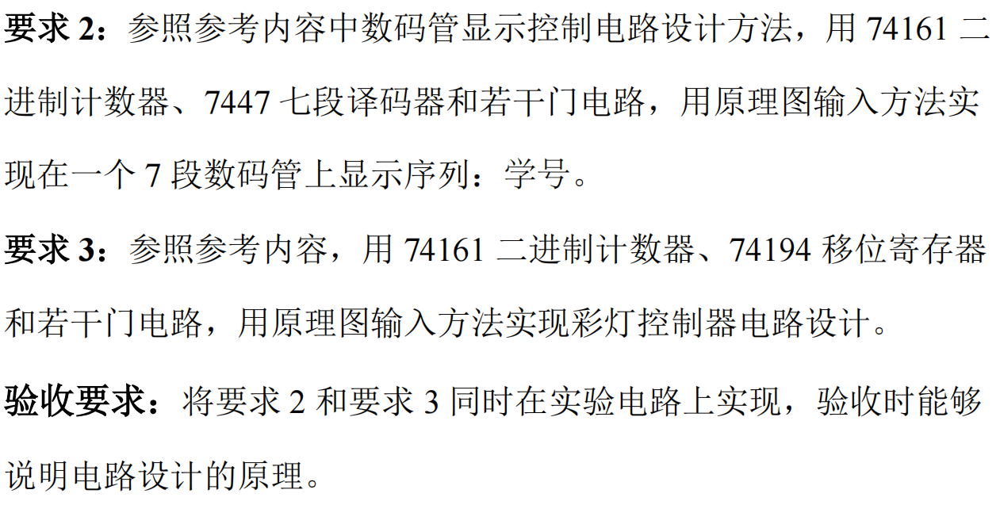 要求 2：参照参考内容中数码管显示控制电路设计方法，用 74161 二
进制计数器、7447 七段译码器和若干门电路，用原理图输入方法实
现在一个 7 段数码管上显示序列：学号。
要求 3：参照参考内容，用 74161 二进制计数器、74194 移位寄存器
和若干门电路，用原理图输入方法实现彩灯控制器电路设计。
验收要求：将要求 2 和要求 3 同时在实验电路上实现，验收时能够
说明电路设计的原理。